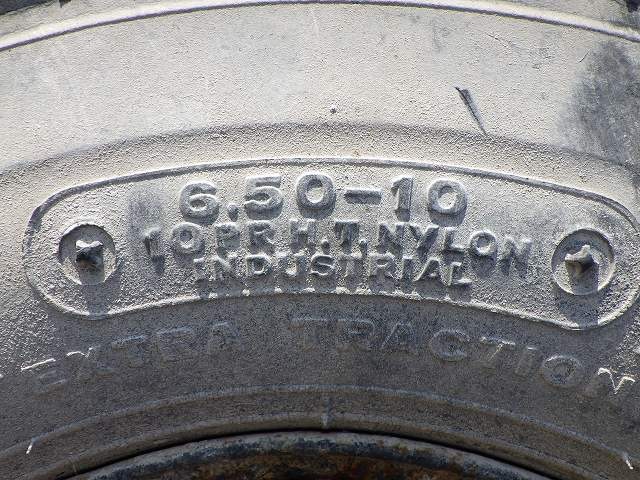 6.50-10
10PR H.T. NYLON
INDUSTRIAL
EXTRA TRACTION